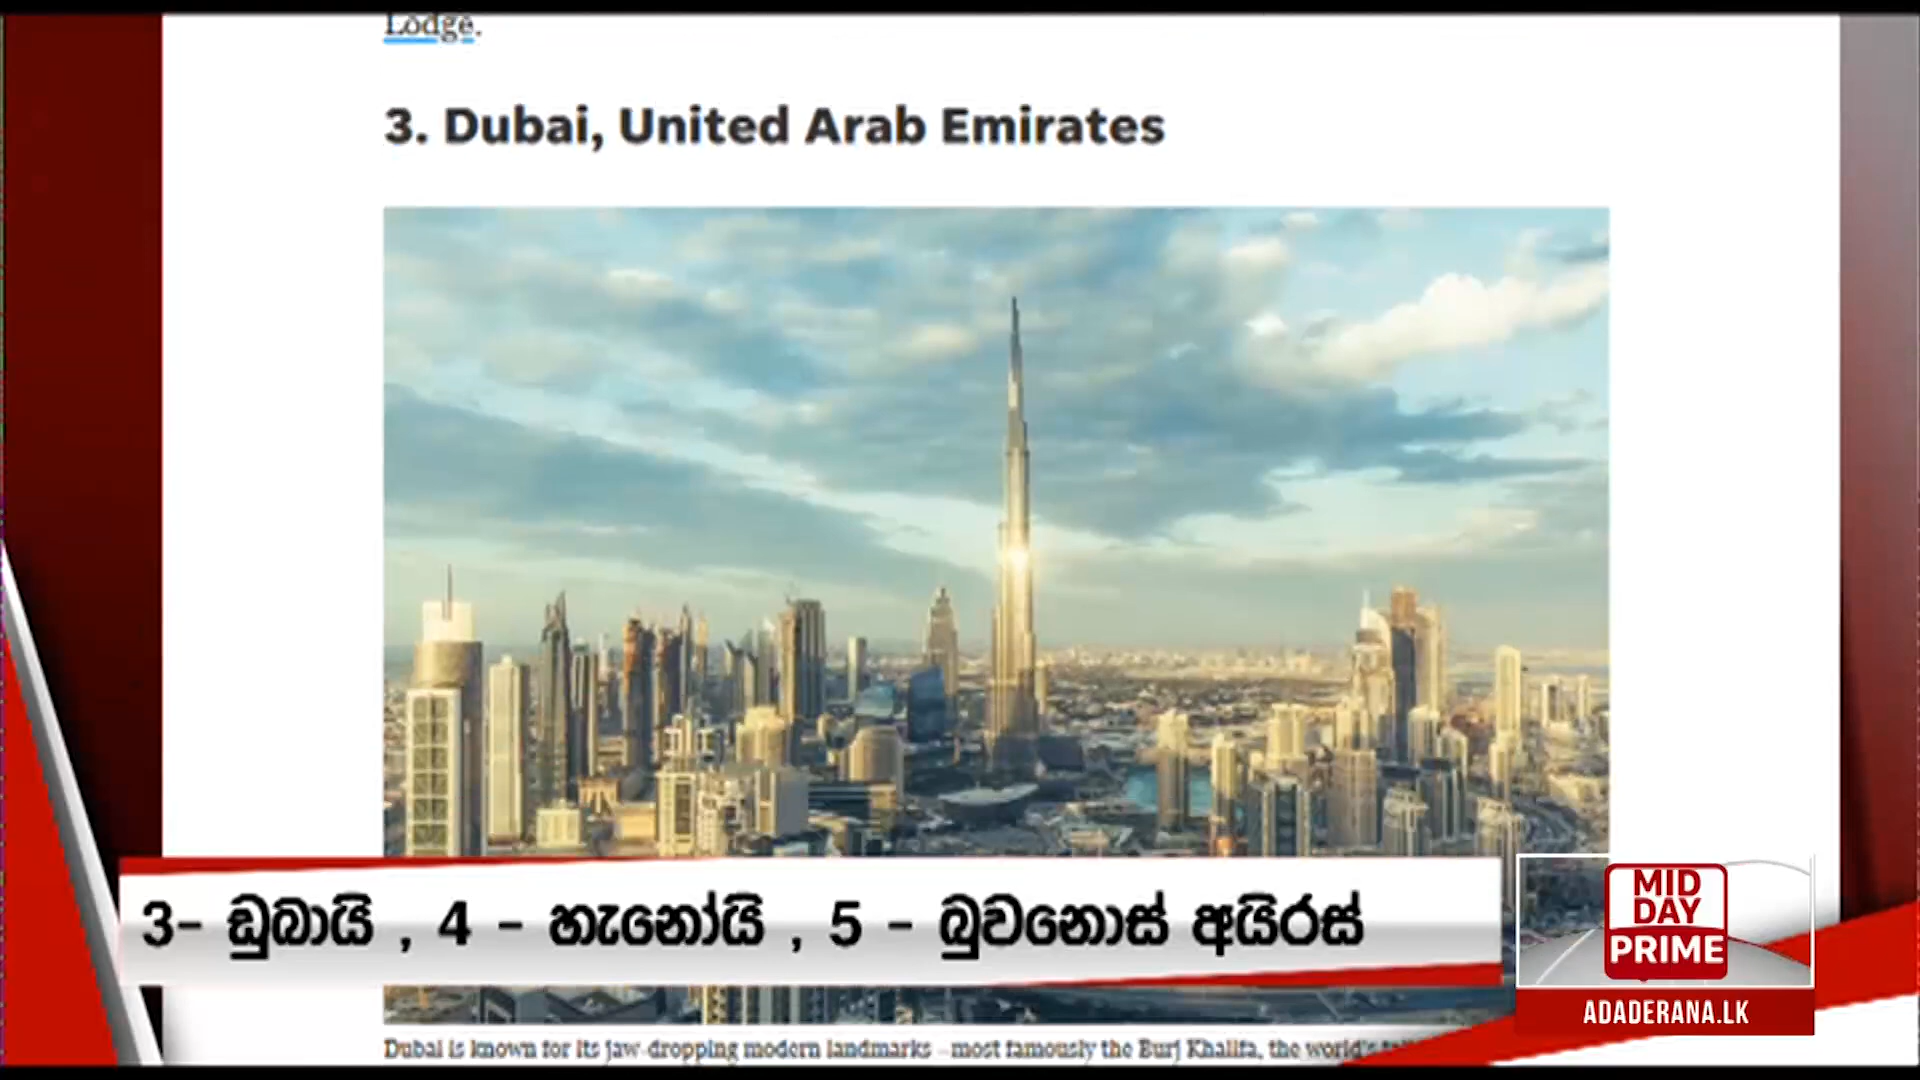 Lodge.
3. Dubai, United Arab Emirates
3- ඩුබායි , 4 - හැනෝයි , 5 - බුවනොස් අයිරස්
MID
DAY
PRIME
ADADERANA.LK
Dubai is known for its jaw-dropping modern landmarks - most famously the Burj Khalifa, the world's